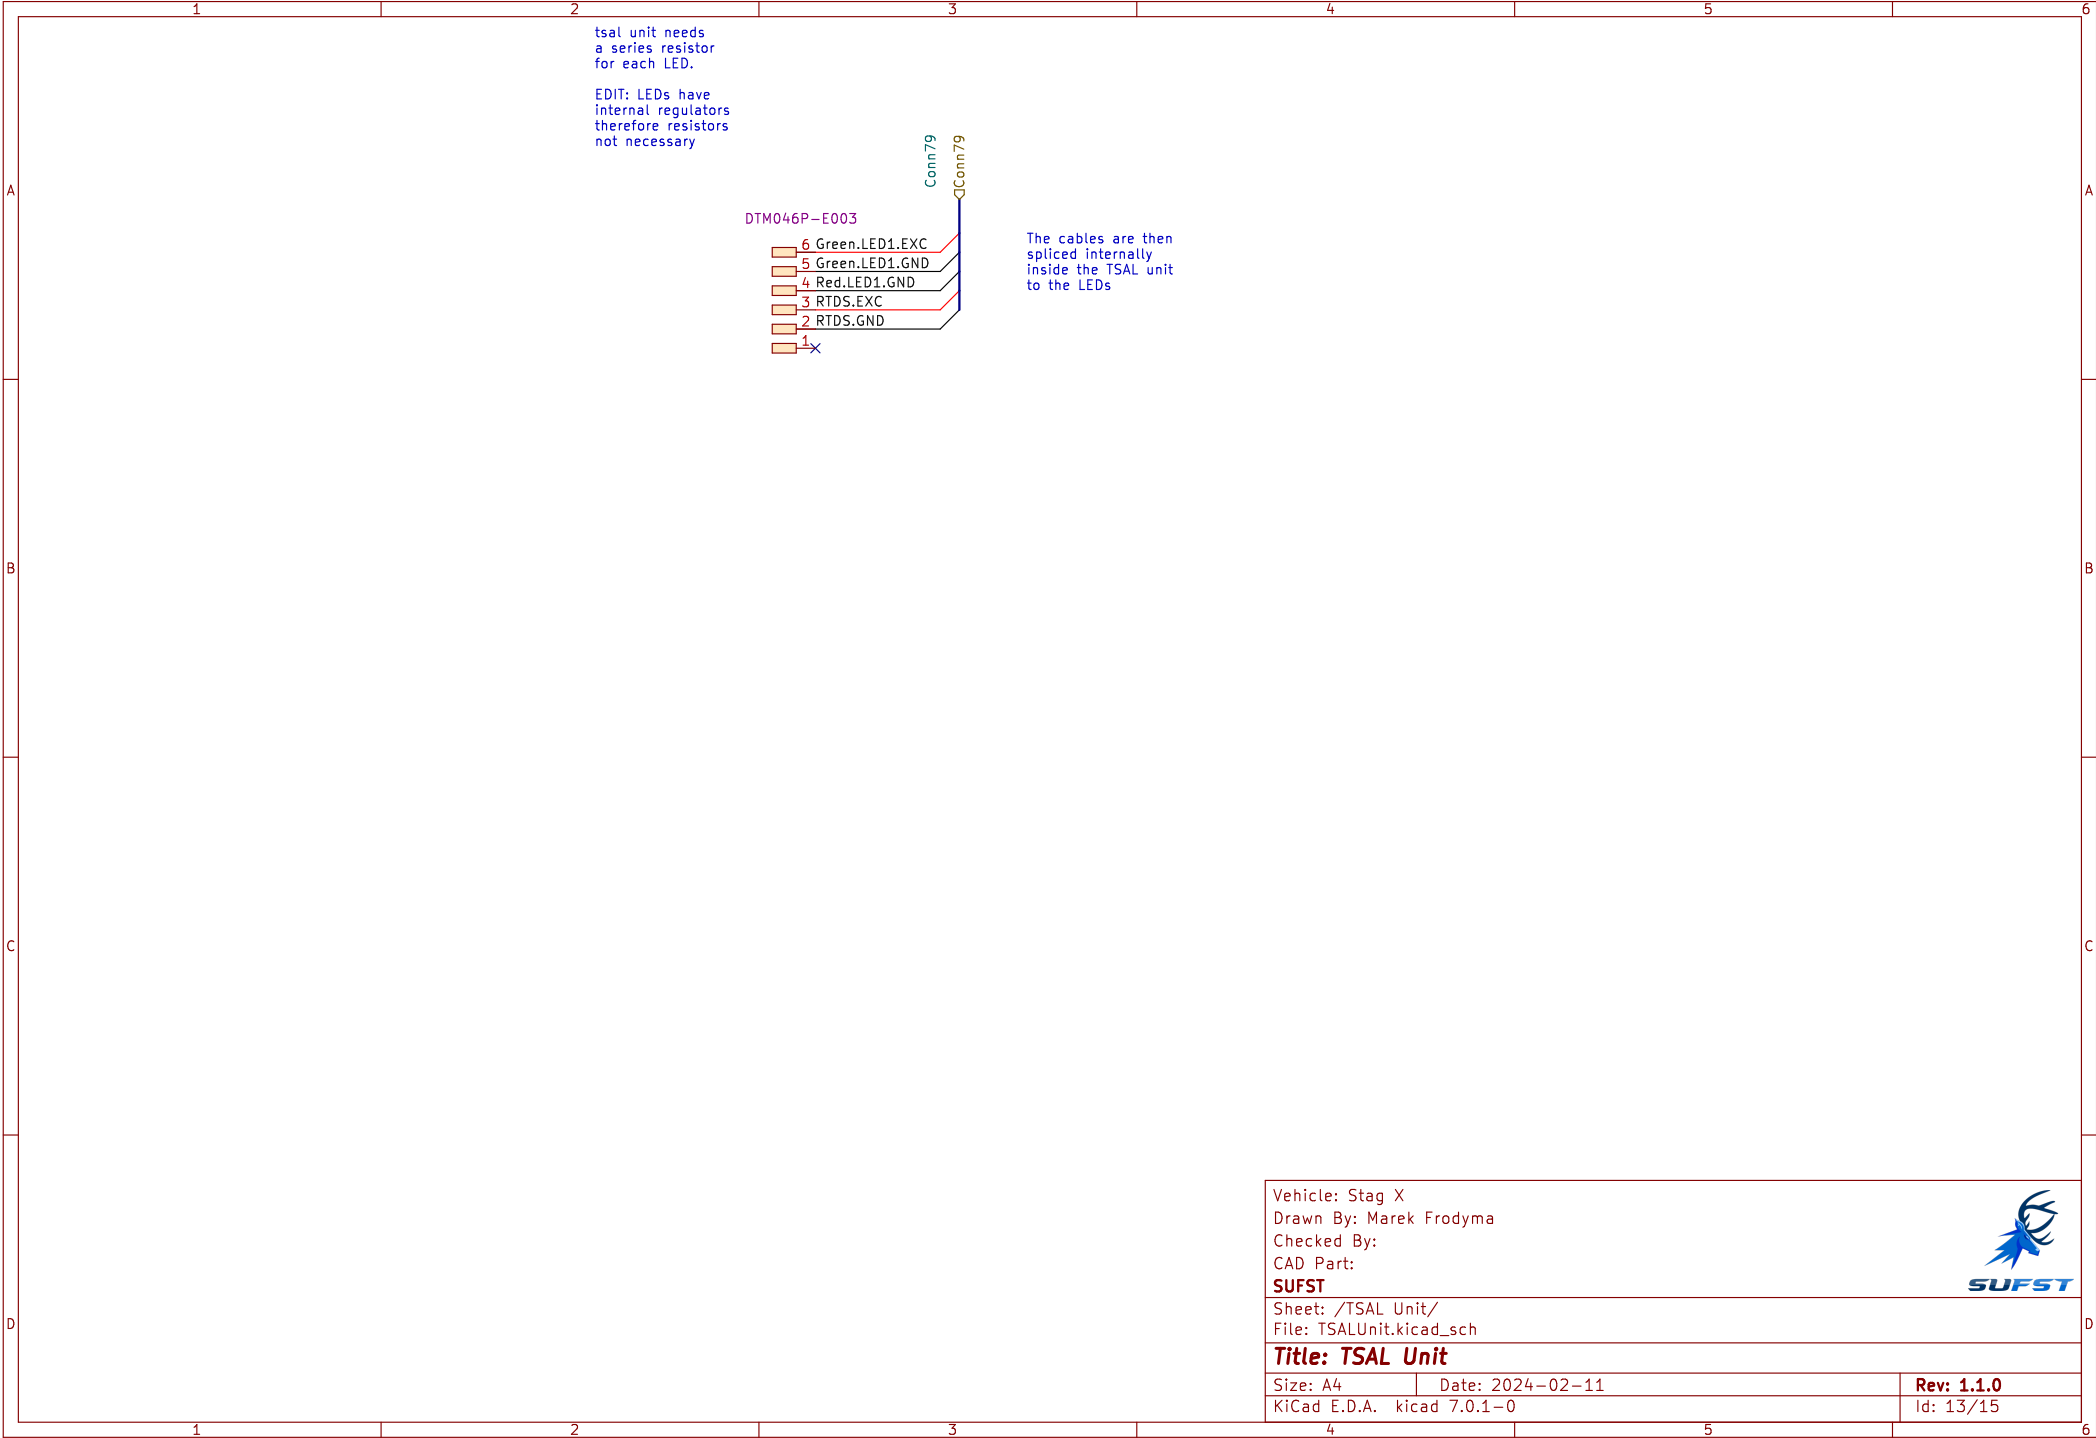 1 2 3 4 5 6
tsal unit needs
a series resistor
for each LED.
EDIT: LEDs have
internal regulators
therefore resistors
not necessary
Conn79
Conn79
A
A
DTM046P-E003
6 Green.LED1.EXC
5 Green.LED1.GND
4 Red.LED1.GND
3 RTDS.EXC
2 RTDS.GND
1
The cables are then
spliced internally
inside the TSAL unit
to the LEDs
B
B
C
C
Vehicle: Stag X
Drawn By: Marek Frodyma
Checked By:
CAD Part:
SUFST
SUFST
Sheet: /TSAL Unit/
File: TSALUnit.kicad_sch
D
D
Title: TSAL Unit
Size: A4
Date: 2024-02-11
Rev: 1.1.0
KiCad E.D.A. kicad 7.0.1-0
Id: 13/15
1 2 3 4 5 6